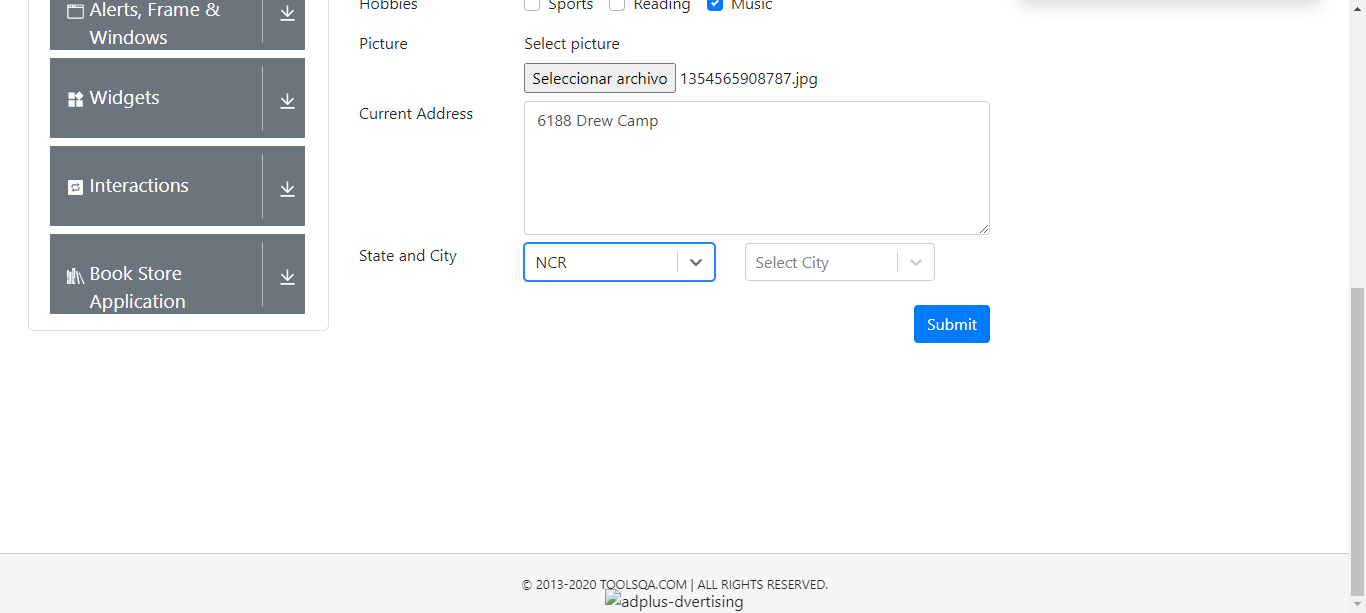 Alerts, Frame &
Windows
Widgets
Interactions
Book Store
Application
Hobbies
Sports Reading Music
Picture
Select picture
Seleccionar archivo 1354565908787.jpg
Current Address
6188 Drew Camp
State and City
NCR
Select City
Submit
© 2013-2020 TOOLSQA.COM | ALL RIGHTS RESERVED.
adplus-dvertising